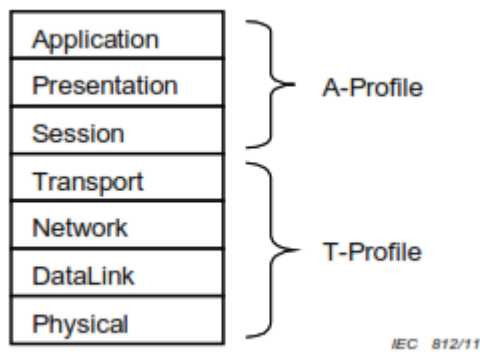 Application
Presentation
A-Profile
Session
Transport
Network
T-Profile
DataLink
Physical
IEC 812/11